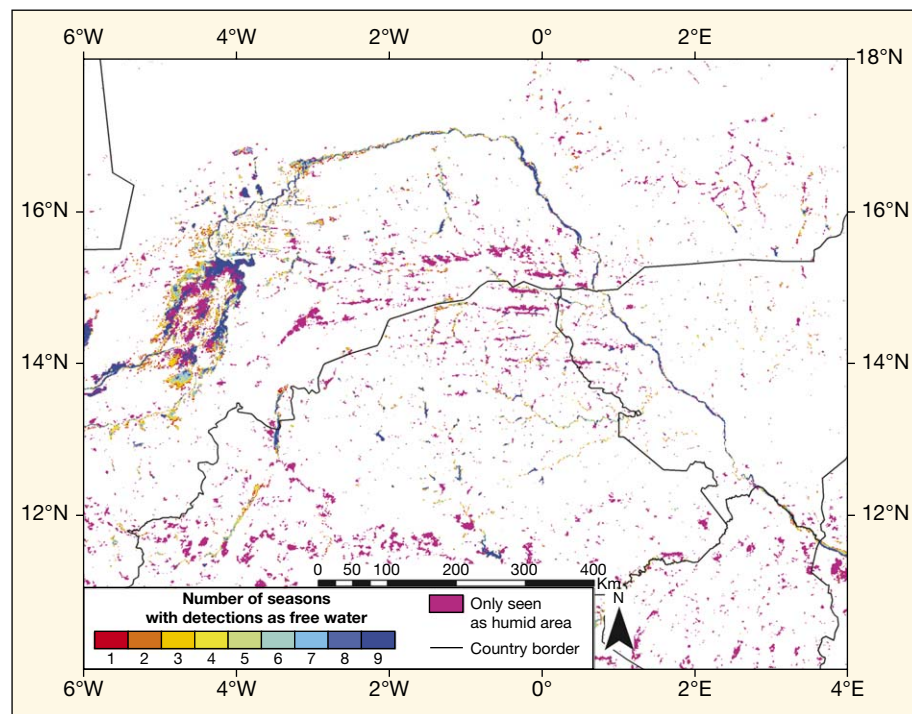 6°W 4°W 2°W 0° 2°E
18°N
16°N 16°N
14°N 14°N
12°N 12°N
0 50 100 200 300 400
Km
N
Number of seasons
with detections as free water
1 2 3 4 5 6 7 8 9
Only seen
as humid area
Country border
6°W 4°W 2°W 0° 2°E 4°E